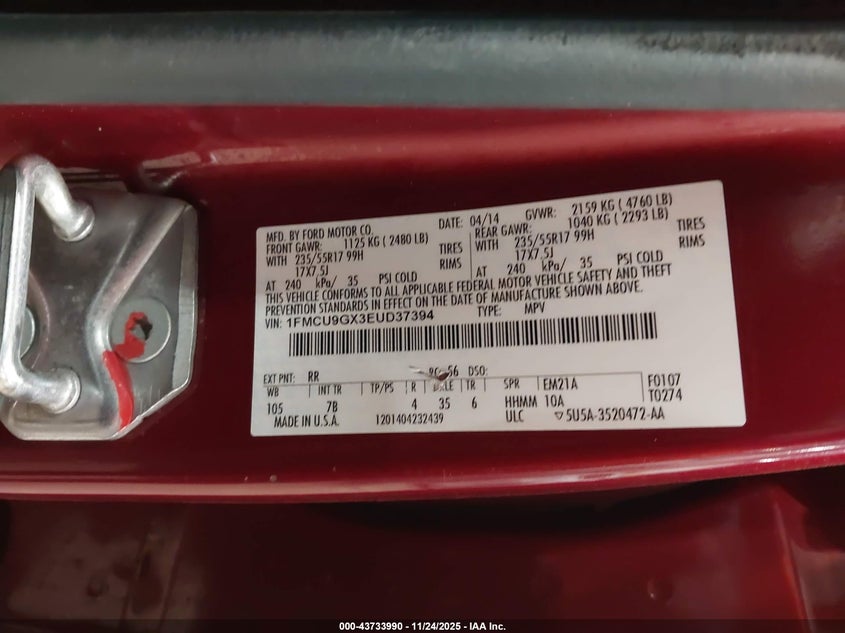 MFD. BY FORD MOTOR CO. DATE: 04/14 GVWR: 2159 KG ( 4760 LB)
FRONT GAWR: 1125 KG ( 2480 LB) REAR GAWR: 1040 KG ( 2293 LB)
WITH 235/55R17 99H TIRES WITH 235/55R17 99H TIRES
17X7.5J RIMS 17X7.5J RIMS
AT 240 kPa/ 35 PSI COLD AT 240 kPa/ 35 PSI COLD
THIS VEHICLE CONFORMS TO ALL APPLICABLE FEDERAL MOTOR VEHICLE SAFETY AND THEFT
PREVENTION STANDARDS IN EFFECT ON THE DATE OF MANUFACTURE SHOWN ABOVE.
VIN: 1FMCU9GX3EUD37394 TYPE: MPV
EXT PNT: RR 56 DSO:
WB INT TR TP/PS R TR SPR EM21A F0107
105 7B 4 35 6 HHMM 10A T0274
MADE IN U.S.A. 1201404232439 ULC ▽5U5A-3520472-AA
000-43733990 - 11/24/2025 - IAA Inc.